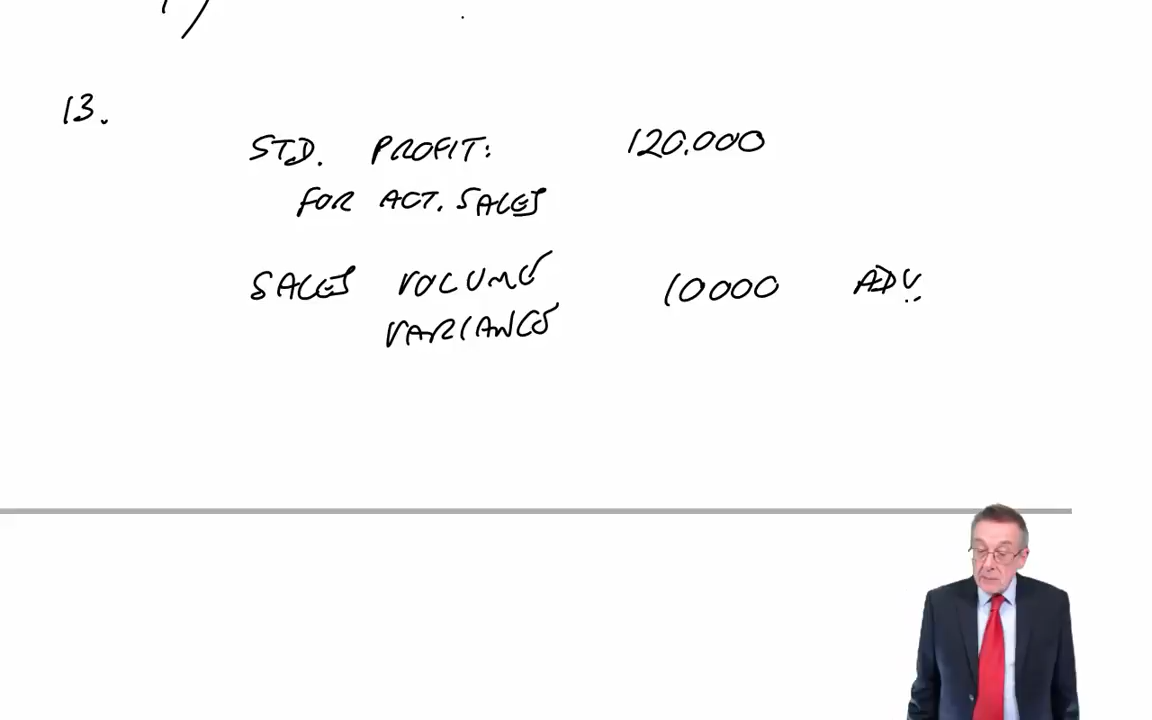 13.
STD. PROFIT: 120.000
FOR ACT. SALES
SALES VOLUME 10000 ADV.
VARIANCE